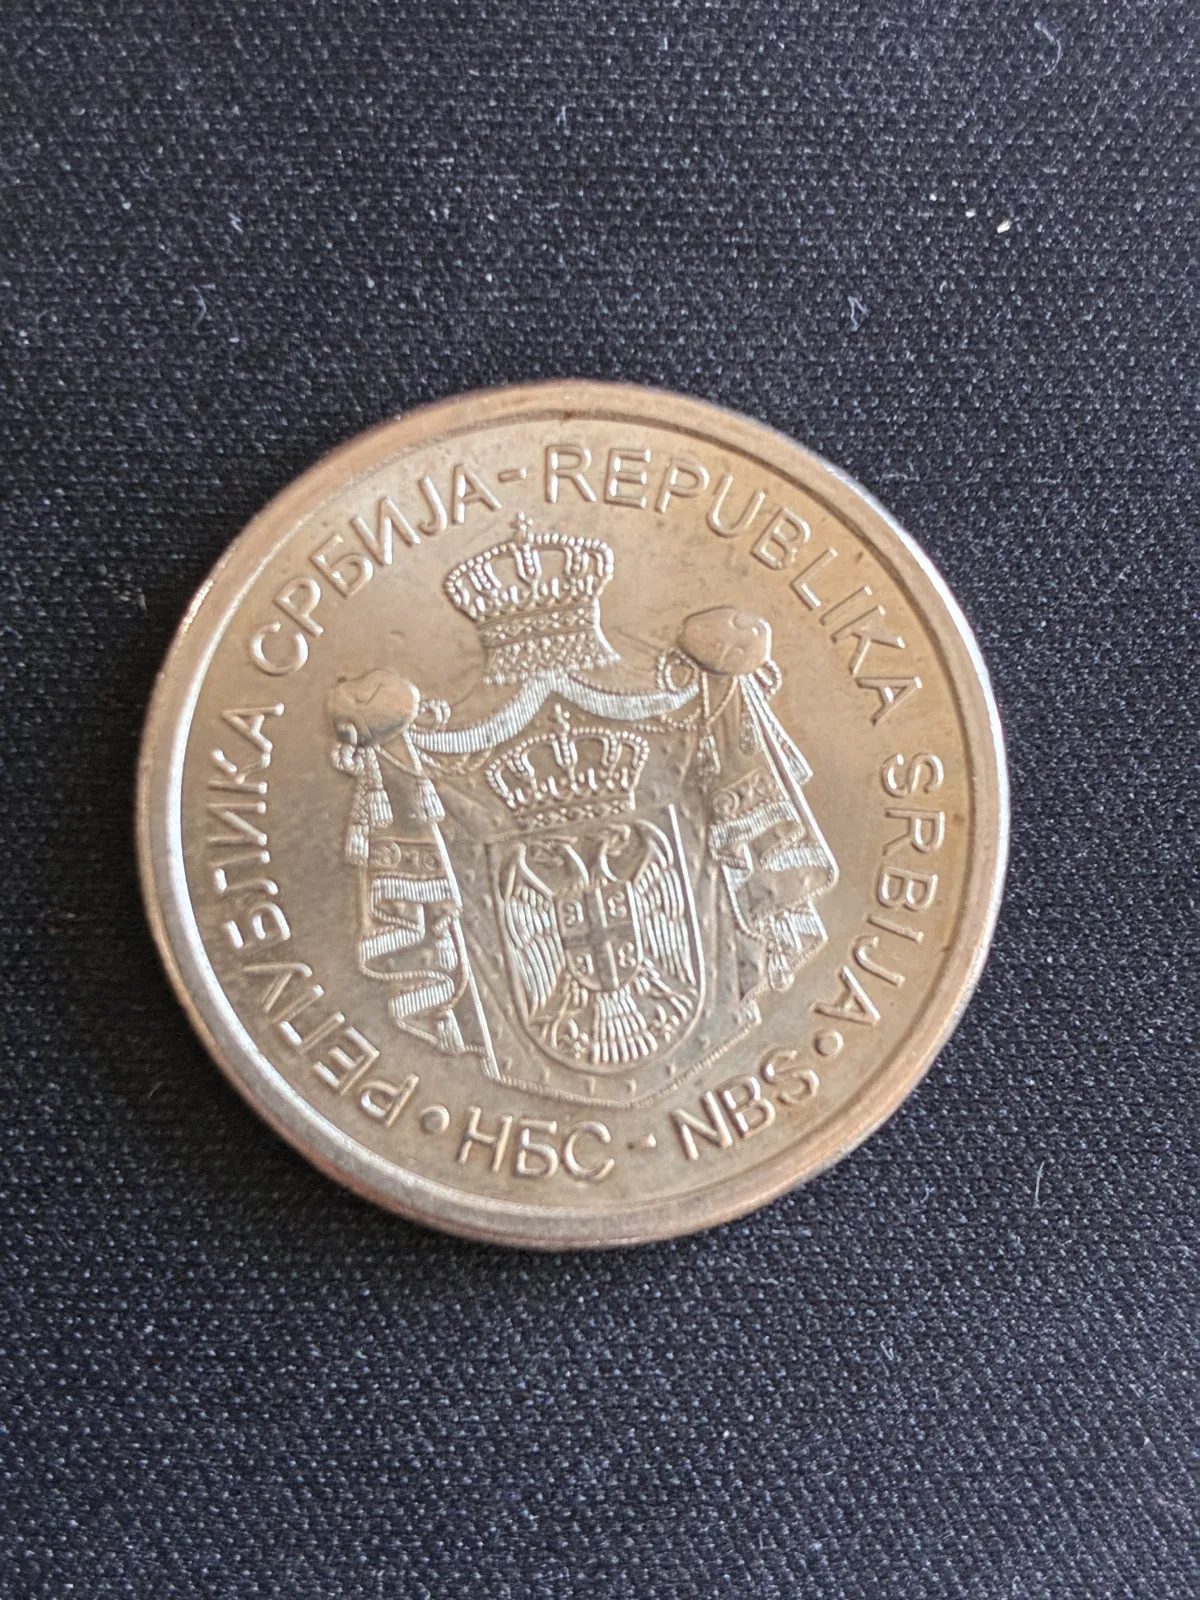 РЕПУБЛИКА СРБИЈА - REPUBLIKA SRBIJA •
НБС - NBS •